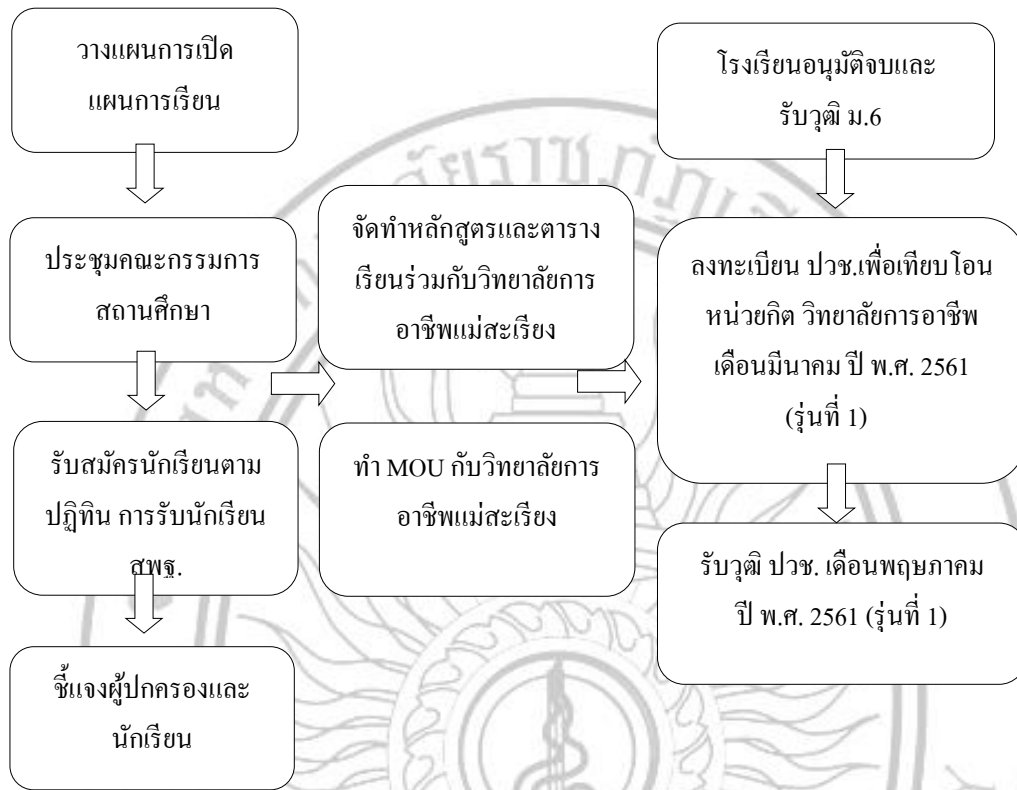 วางแผนการเปิด
แผนการเรียน
ประชุมคณะกรรมการ
สถานศึกษา
รับสมัครนักเรียนตาม
ปฏิทิน การรับนักเรียน
สพฐ.
ชี้แจงผู้ปกครองและ
นักเรียน
จัดทำหลักสูตรและตาราง
เรียนร่วมกับวิทยาลัยการ
อาชีพแม่สะเรียง
ทำ MOU กับวิทยาลัยการ
อาชีพแม่สะเรียง
โรงเรียนอนุมัติจบและ
รับวุฒิ ม.6
ลงทะเบียน ปวช.เพื่อเทียบโอน
หน่วยกิต วิทยาลัยการอาชีพ
เดือนมีนาคม ปี พ.ศ. 2561
(รุ่นที่ 1)
รับวุฒิ ปวช. เดือนพฤษภาคม
ปี พ.ศ. 2561 (รุ่นที่ 1)